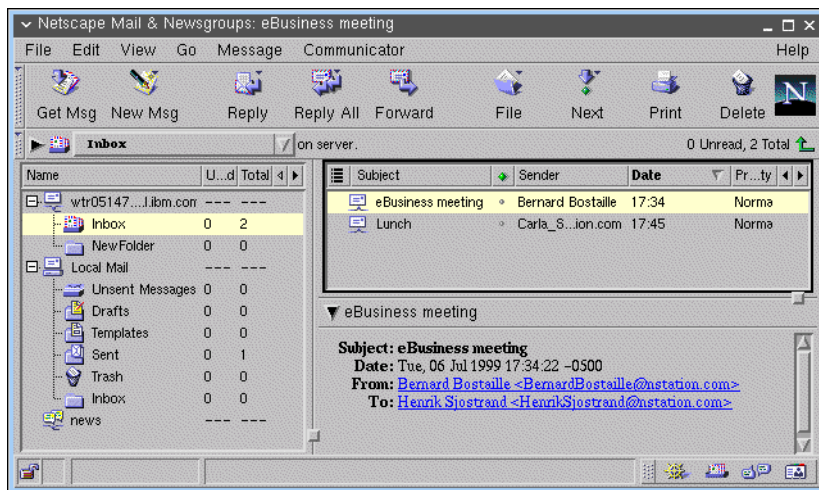 Netscape Mail & Newsgroups: eBusiness meeting
File Edit View Go Message Communicator Help
Get Msg New Msg Reply Reply All Forward File Next Print Delete N
Inbox on server. 0 Unread, 2 Total
Name U...d Total
wtr05147....l.ibm.com --- ---
Inbox 0 2
NewFolder 0 0
Local Mail --- ---
Unsent Messages 0 0
Drafts 0 0
Templates 0 0
Sent 0 1
Trash 0 0
Inbox 0 0
news --- ---
Subject Sender Date Pr...ty
eBusiness meeting Bernard Bostaille 17:34 Norma
Lunch Carla_S...ion.com 17:45 Norma
eBusiness meeting
Subject: eBusiness meeting
Date: Tue, 06 Jul 1999 17:34:22 -0500
From: Bernard Bostaille <BernardBostaille@nstation.com>
To: Henrik Sjostrand <HenrikSjostrand@nstation.com>